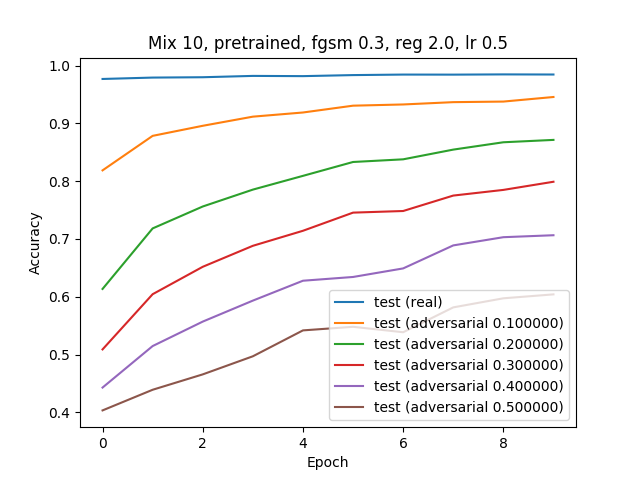 Mix 10, pretrained, fgsm 0.3, reg 2.0, lr 0.5
1.0
0.9
0.8
0.7
0.6
0.5
0.4
Accuracy
test (real)
test (adversarial 0.100000)
test (adversarial 0.200000)
test (adversarial 0.300000)
test (adversarial 0.400000)
test (adversarial 0.500000)
0 2 4 6 8
Epoch